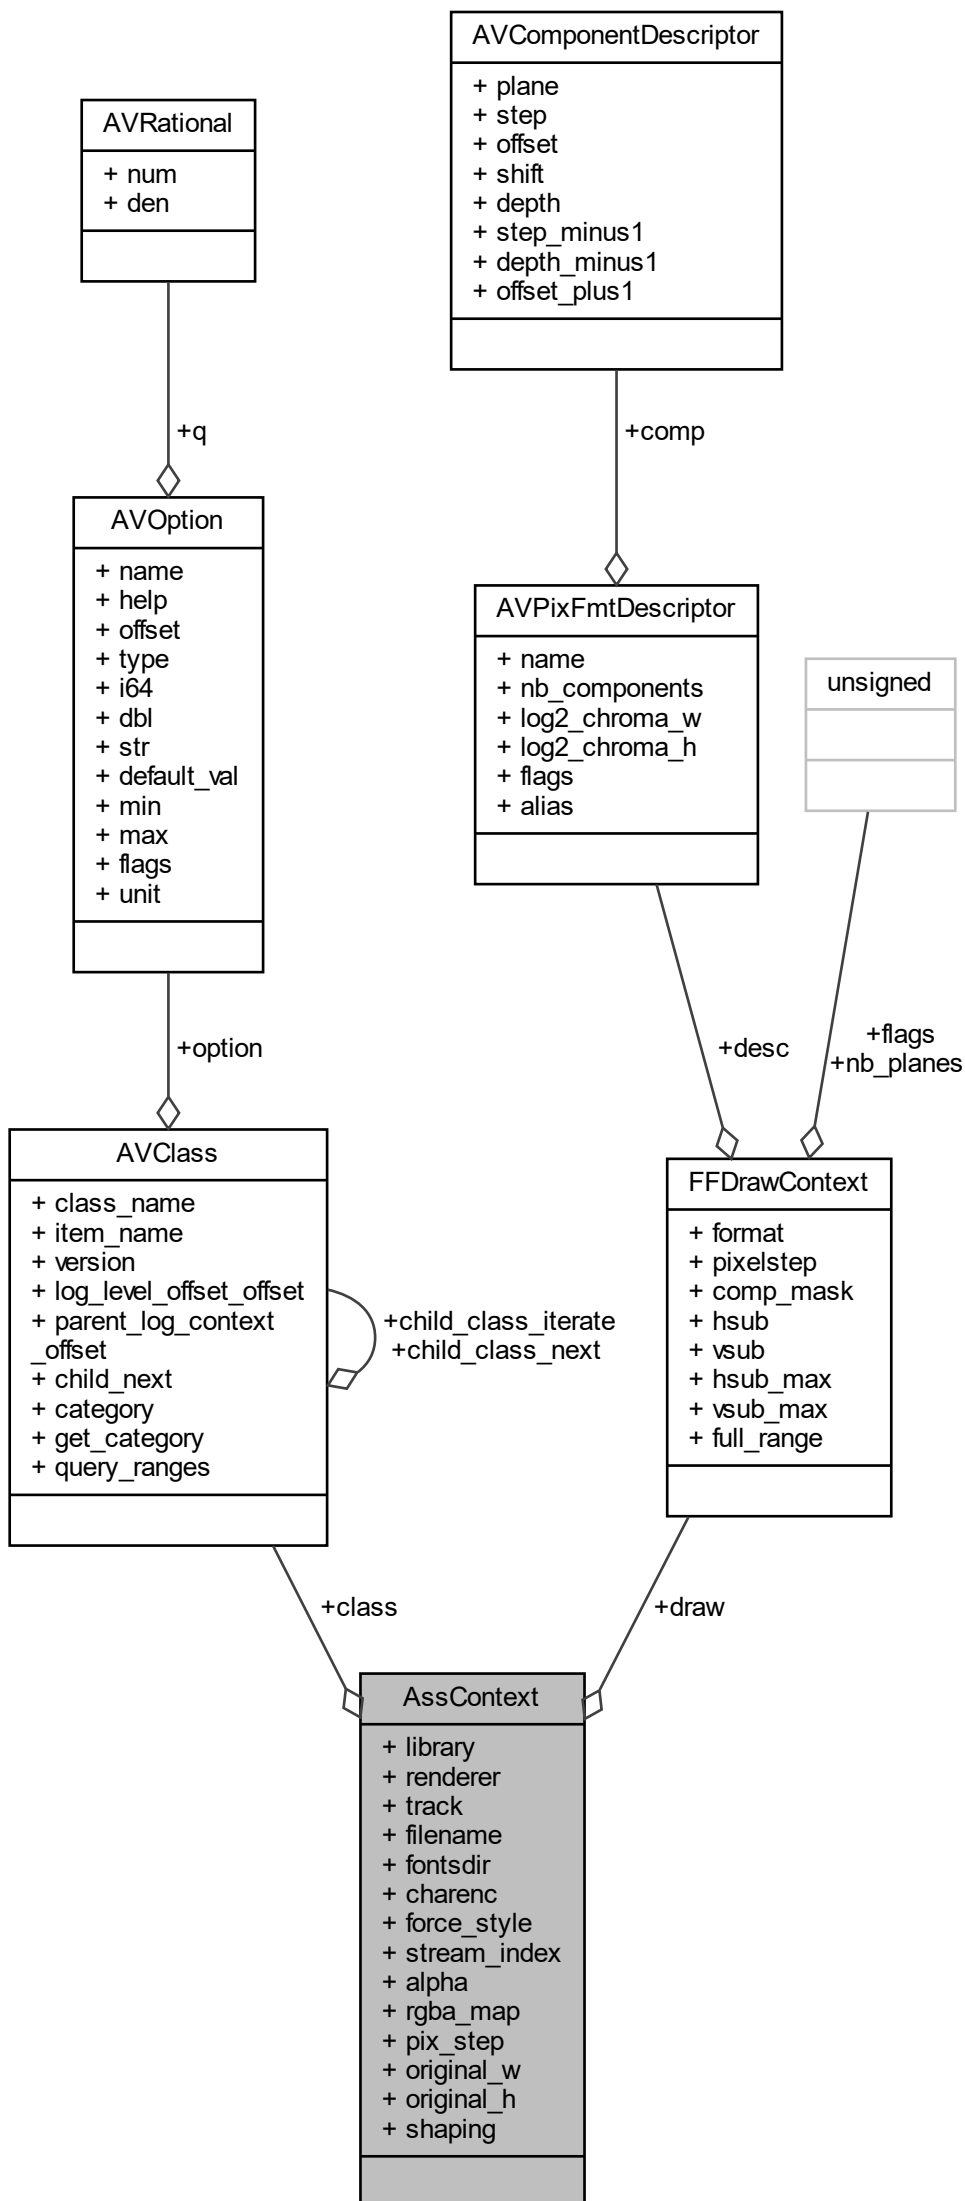 AVComponentDescriptor
+ plane
+ step
+ offset
+ shift
+ depth
+ step_minus1
+ depth_minus1
+ offset_plus1
AVRational
+ num
+ den
+q
+comp
AVOption
+ name
+ help
+ offset
+ type
+ i64
+ dbl
+ str
+ default_val
+ min
+ max
+ flags
+ unit
AVPixFmtDescriptor
+ name
+ nb_components
+ log2_chroma_w
+ log2_chroma_h
+ flags
+ alias
unsigned
+option
+desc
+flags
+nb_planes
AVClass
+ class_name
+ item_name
+ version
+ log_level_offset_offset
+ parent_log_context
_offset
+ child_next
+ category
+ get_category
+ query_ranges
+child_class_iterate
+child_class_next
FFDrawContext
+ format
+ pixelstep
+ comp_mask
+ hsub
+ vsub
+ hsub_max
+ vsub_max
+ full_range
+class
+draw
AssContext
+ library
+ renderer
+ track
+ filename
+ fontsdir
+ charenc
+ force_style
+ stream_index
+ alpha
+ rgba_map
+ pix_step
+ original_w
+ original_h
+ shaping